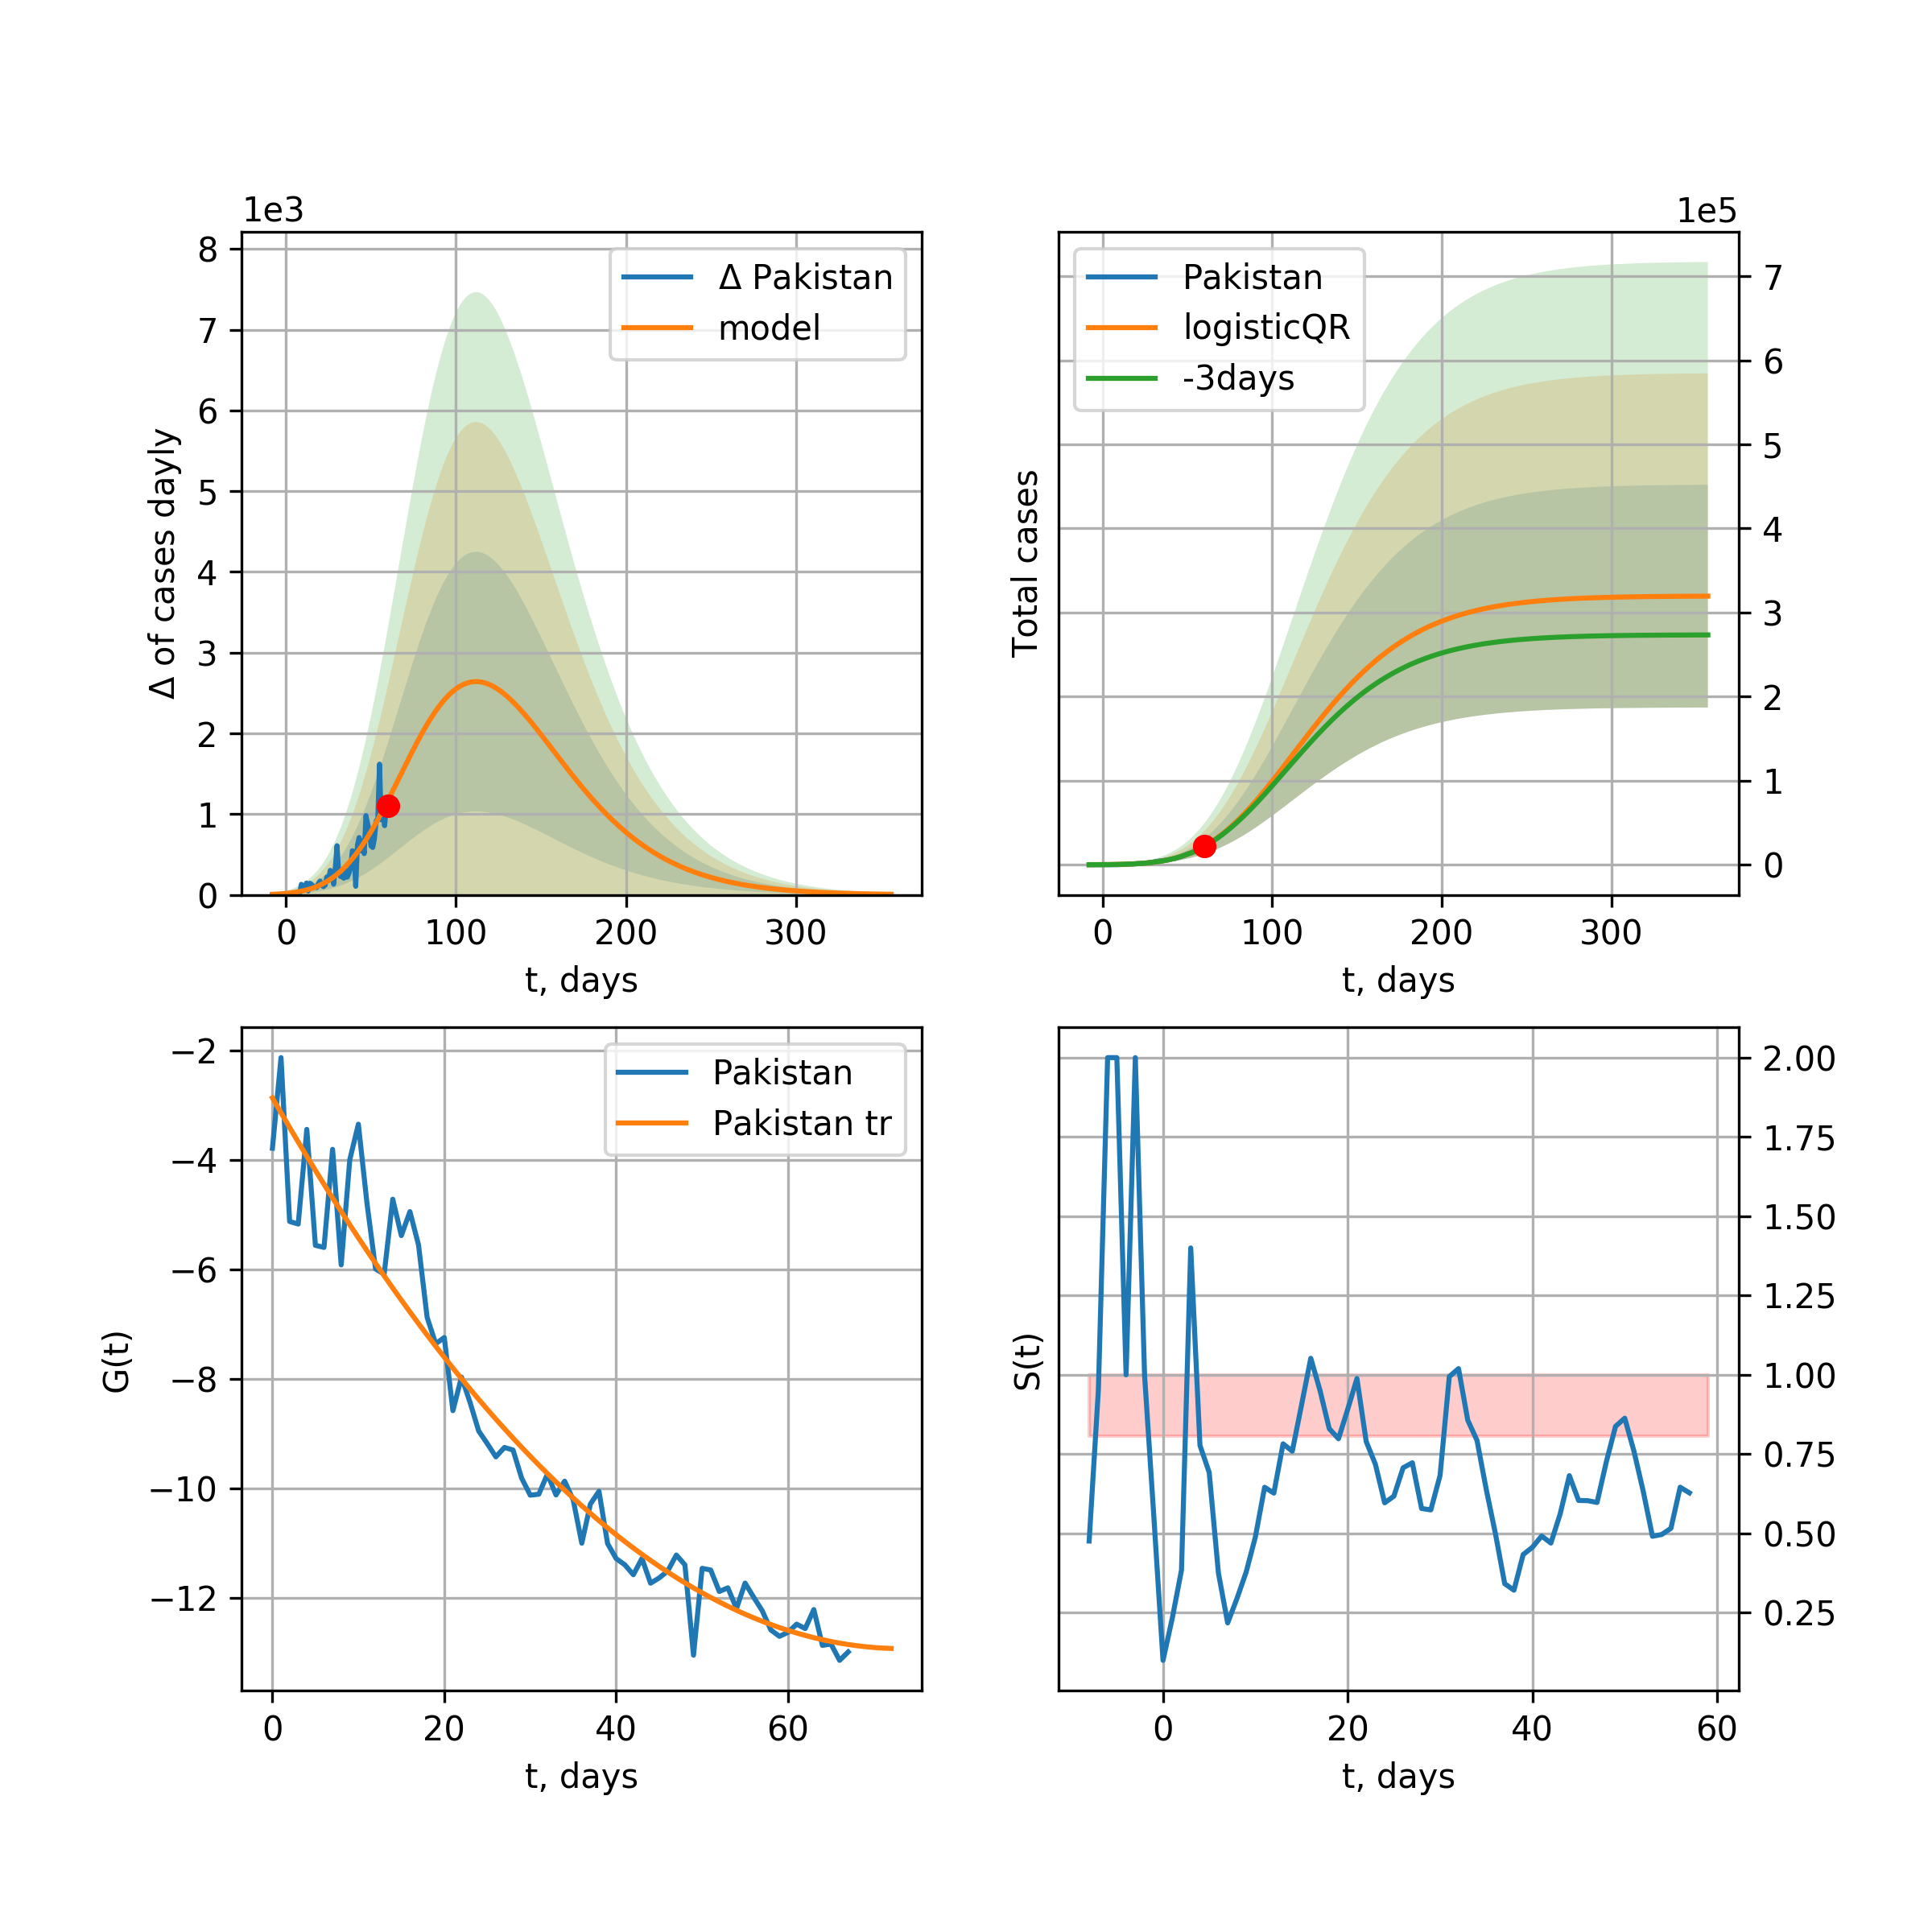 1e3
8
7
6
5
4
3
2
1
0
Δ of cases dayly
Δ Pakistan
model
0 100 200 300
t, days
1e5
7
6
5
4
3
2
1
0
Total cases
Pakistan
logisticQR
-3days
0 100 200 300
t, days
−2
−4
−6
−8
−10
−12
G(t)
Pakistan
Pakistan tr
0 20 40 60
t, days
2.00
1.75
1.50
1.25
1.00
0.75
0.50
0.25
S(t)
0 20 40 60
t, days